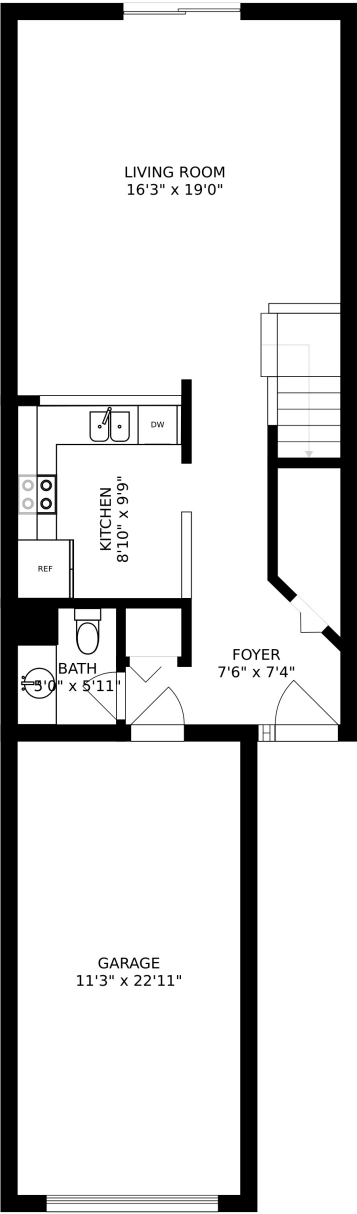 LIVING ROOM
16'3" x 19'0"
DW
KITCHEN
8'10" x 9'9"
REF
BATH
5'0" x 5'11"
FOYER
7'6" x 7'4"
GARAGE
11'3" x 22'11"